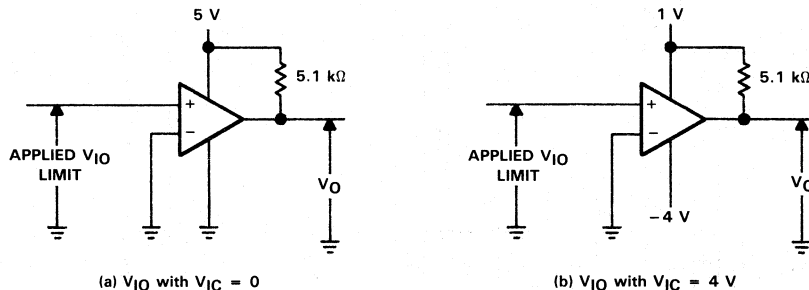 5 V
5.1 kΩ
+
−
APPLIED VIO
LIMIT
VO
(a) VIO with VIC = 0
1 V
5.1 kΩ
+
−
APPLIED VIO
LIMIT
−4 V
VO
(b) VIO with VIC = 4 V